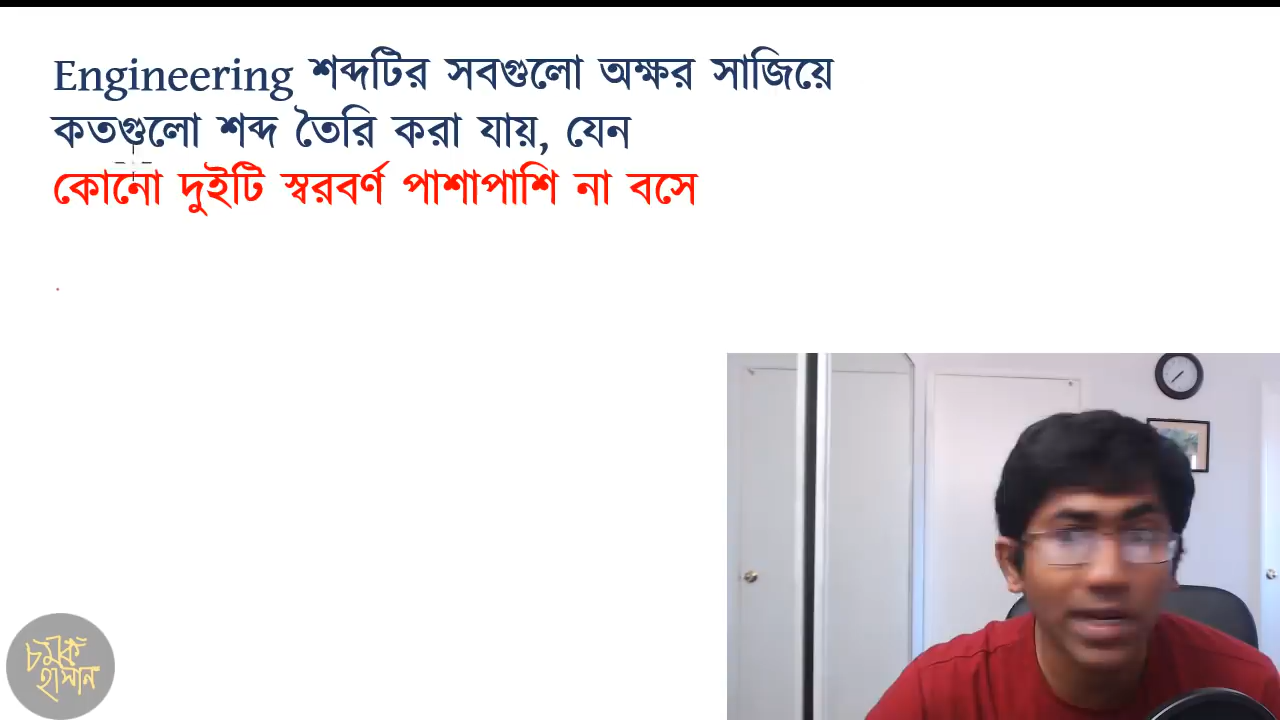 Engineering শব্দটির সবগুলো অক্ষর সাজিয়ে
কতগুলো শব্দ তৈরি করা যায়, যেন
কোনো দুইটি স্বরবর্ণ পাশাপাশি না বসে
চমক
হাসান